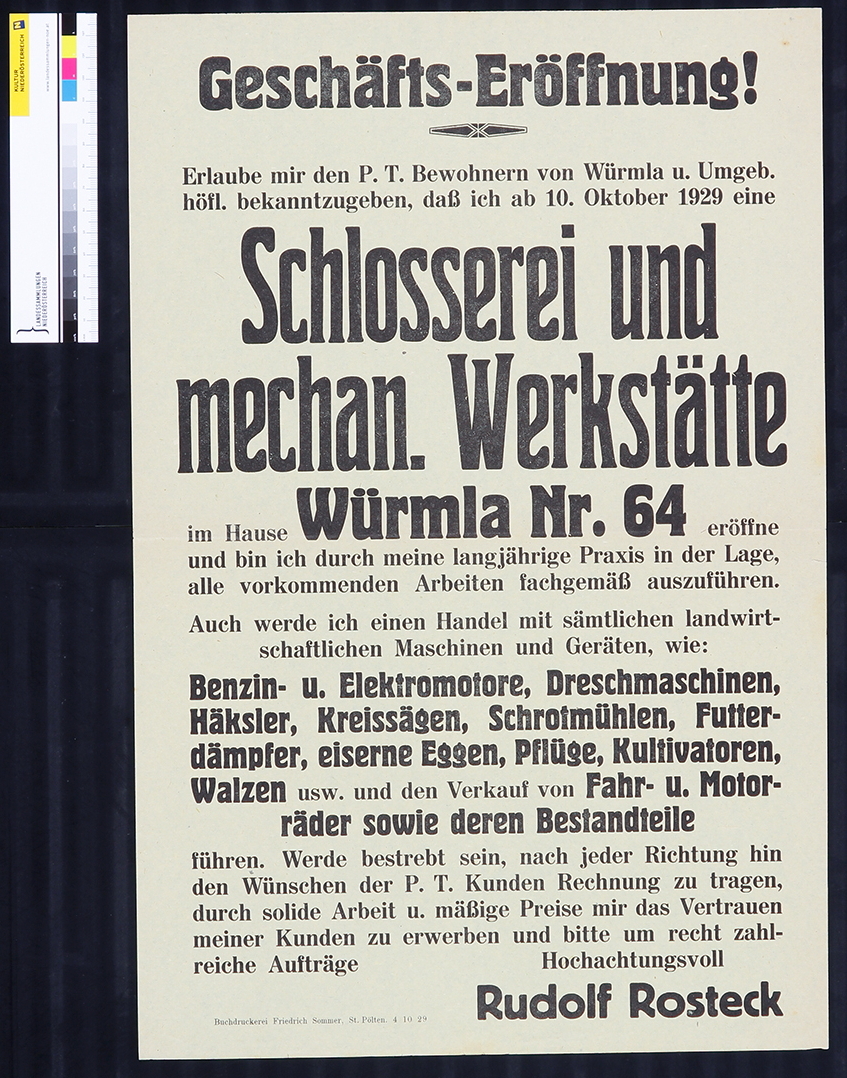 KULTUR
NIEDERÖSTERREICH
LANDESSAMMLUNGEN
NIEDERÖSTERREICH
Geschäfts-Eröffnung!
Erlaube mir den P. T. Bewohnern von Würmla u. Umgeb.
höfl. bekanntzugeben, daß ich ab 10. Oktober 1929 eine
Schlosserei und
mechan. Werkstätte
im Hause Würmla Nr. 64 eröffne
und bin ich durch meine langjährige Praxis in der Lage,
alle vorkommenden Arbeiten fachgemäß auszuführen.
Auch werde ich einen Handel mit sämtlichen landwirt-
schaftlichen Maschinen und Geräten, wie:
Benzin- u. Elektromotore, Dreschmaschinen,
Häksler, Kreissägen, Schrotmühlen, Futter-
dämpfer, eiserne Eggen, Pflüge, Kultivatoren,
Walzen usw. und den Verkauf von Fahr- u. Motor-
räder sowie deren Bestandteile
führen. Werde bestrebt sein, nach jeder Richtung hin
den Wünschen der P. T. Kunden Rechnung zu tragen,
durch solide Arbeit u. mäßige Preise mir das Vertrauen
meiner Kunden zu erwerben und bitte um recht zahl-
reiche Aufträge Hochachtungsvoll
Rudolf Rosteck
Buchdruckerei Friedrich Sommer, St. Pölten. 4 10 29